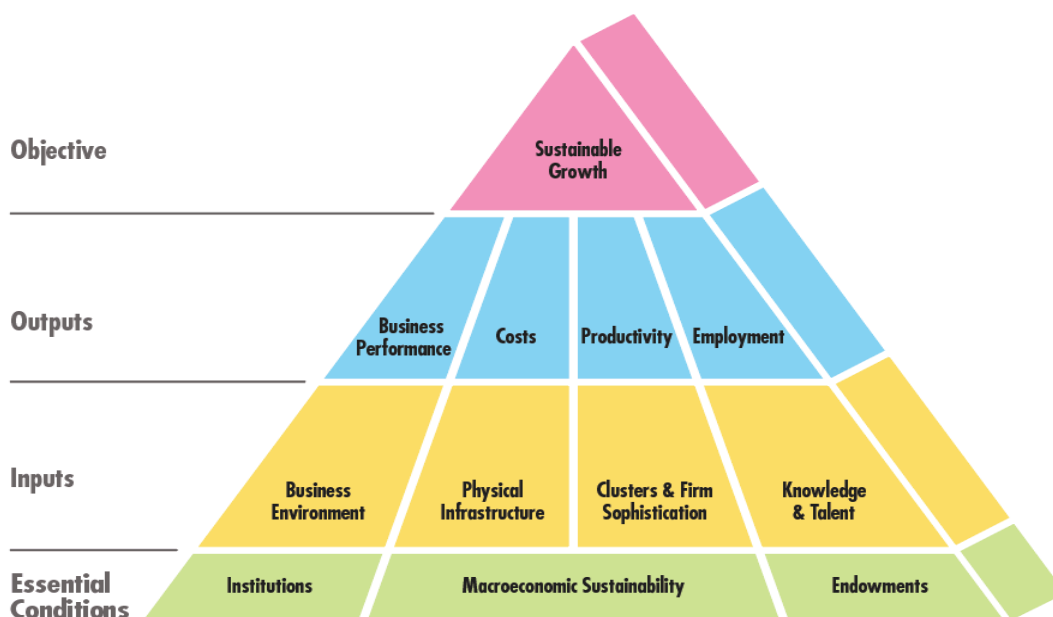 Objective
Sustainable
Growth
Outputs
Business
Performance
Costs
Productivity
Employment
Inputs
Business
Environment
Physical
Infrastructure
Clusters & Firm
Sophistication
Knowledge
& Talent
Essential
Conditions
Institutions
Macroeconomic Sustainability
Endowments